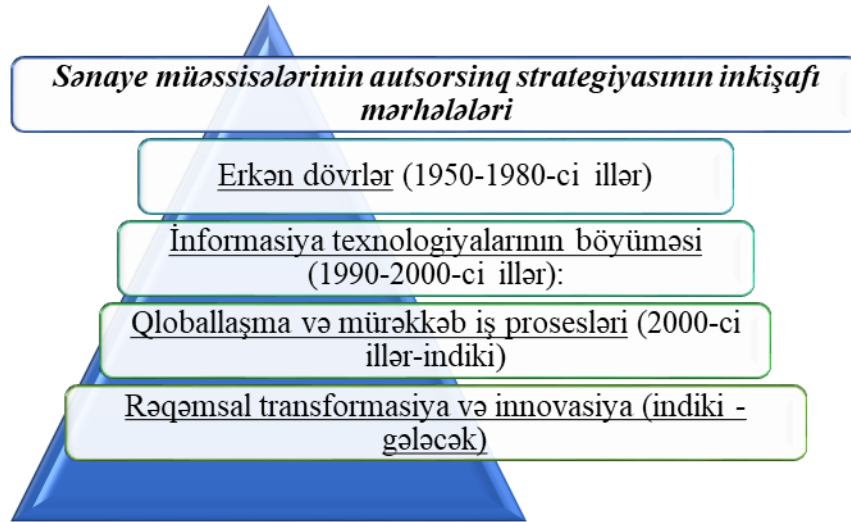 Sənaye müəssisələrinin autsorsinq strategiyasının inkişafı
mərhələləri
Erkən dövrlər (1950-1980-ci illər)
İnformasiya texnologiyalarının böyüməsi
(1990-2000-ci illər):
Qloballaşma və mürəkkəb iş prosesləri (2000-ci
illər-indiki)
Rəqəmsal transformasiya və innovasiya (indiki -
gələcək)